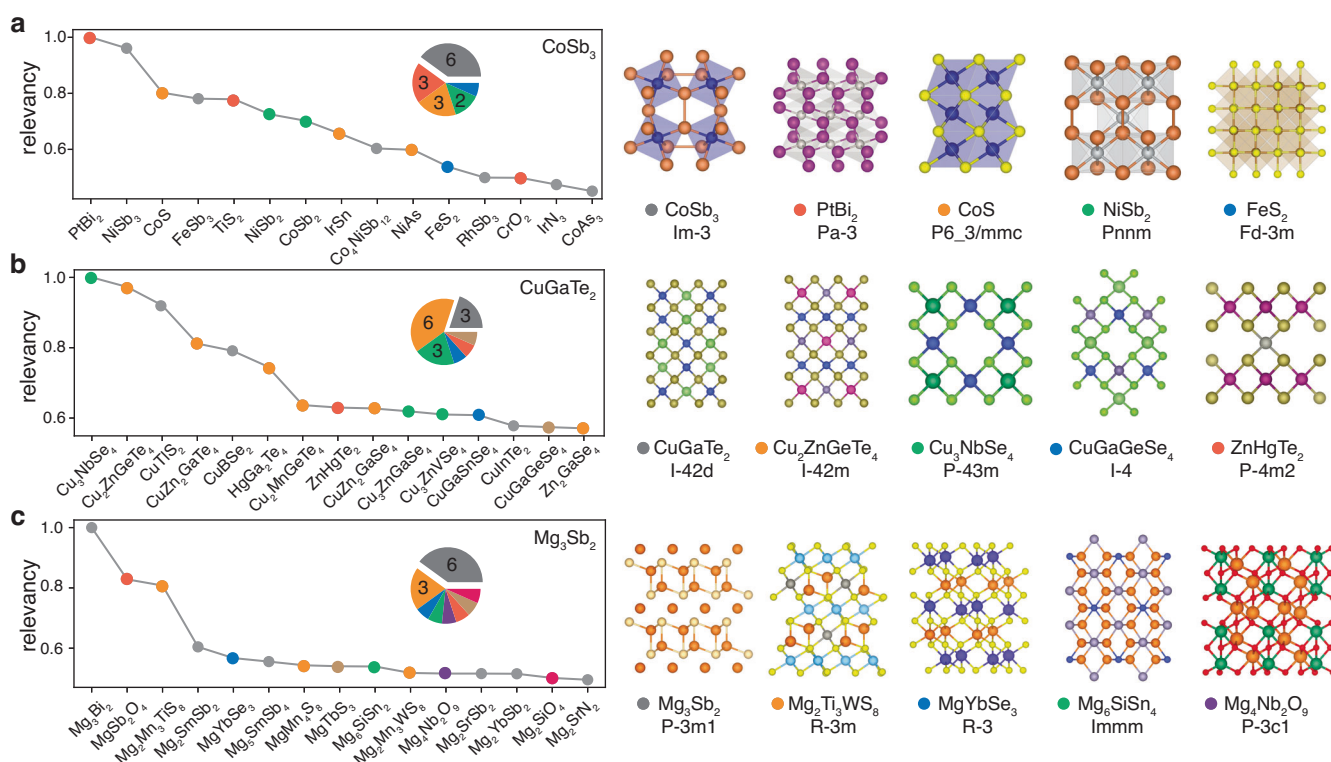 a
relevancy
1.0
0.8
0.6
CoSb₃
6
3
3
2
PtBi₂
NiSb₃
CoS
FeSb₃
TiS₂
NiSb₂
CoSb₂
IrSn
Co₄NiSb₁₂
NiAs
FeS₂
RhSb₃
CrO₂
IrN₃
CoAs₃
CoSb₃
Im-3
PtBi₂
Pa-3
CoS
P6_3/mmc
NiSb₂
Pnnm
FeS₂
Fd-3m
b
relevancy
1.0
0.8
0.6
CuGaTe₂
6
3
3
Cu₃NbSe₄
Cu₂ZnGeTe₄
CuTlS₂
CuZn₂GaTe₄
CuBSe₂
HgGa₂Te₄
Cu₂MnGeTe₄
ZnHgTe₂
CuZn₂GaSe₄
Cu₃ZnGaSe₄
Cu₃ZnVSe₄
CuGaSnSe₄
CuInTe₂
CuGaGeSe₄
Zn₂GaSe₄
CuGaTe₂
I-42d
Cu₂ZnGeTe₄
I-42m
Cu₃NbSe₄
P-43m
CuGaGeSe₄
I-4
ZnHgTe₂
P-4m2
c
relevancy
1.0
0.8
0.6
Mg₃Sb₂
6
3
Mg₃Bi₂
MgSb₂O₄
Mg₂Mn₃TiS₈
Mg₂SmSb₂
MgYbSe₃
Mg₅SmSb₄
MgMn₄S₈
MgTbS₃
Mg₆SiSn₂
Mg₂Mn₃WS₈
Mg₄Nb₂O₉
Mg₂SrSb₂
Mg₂YbSb₂
Mg₂SiO₄
Mg₂SrN₂
Mg₃Sb₂
P-3m1
Mg₂Ti₃WS₈
R-3m
MgYbSe₃
R-3
Mg₆SiSn₄
Immm
Mg₄Nb₂O₉
P-3c1